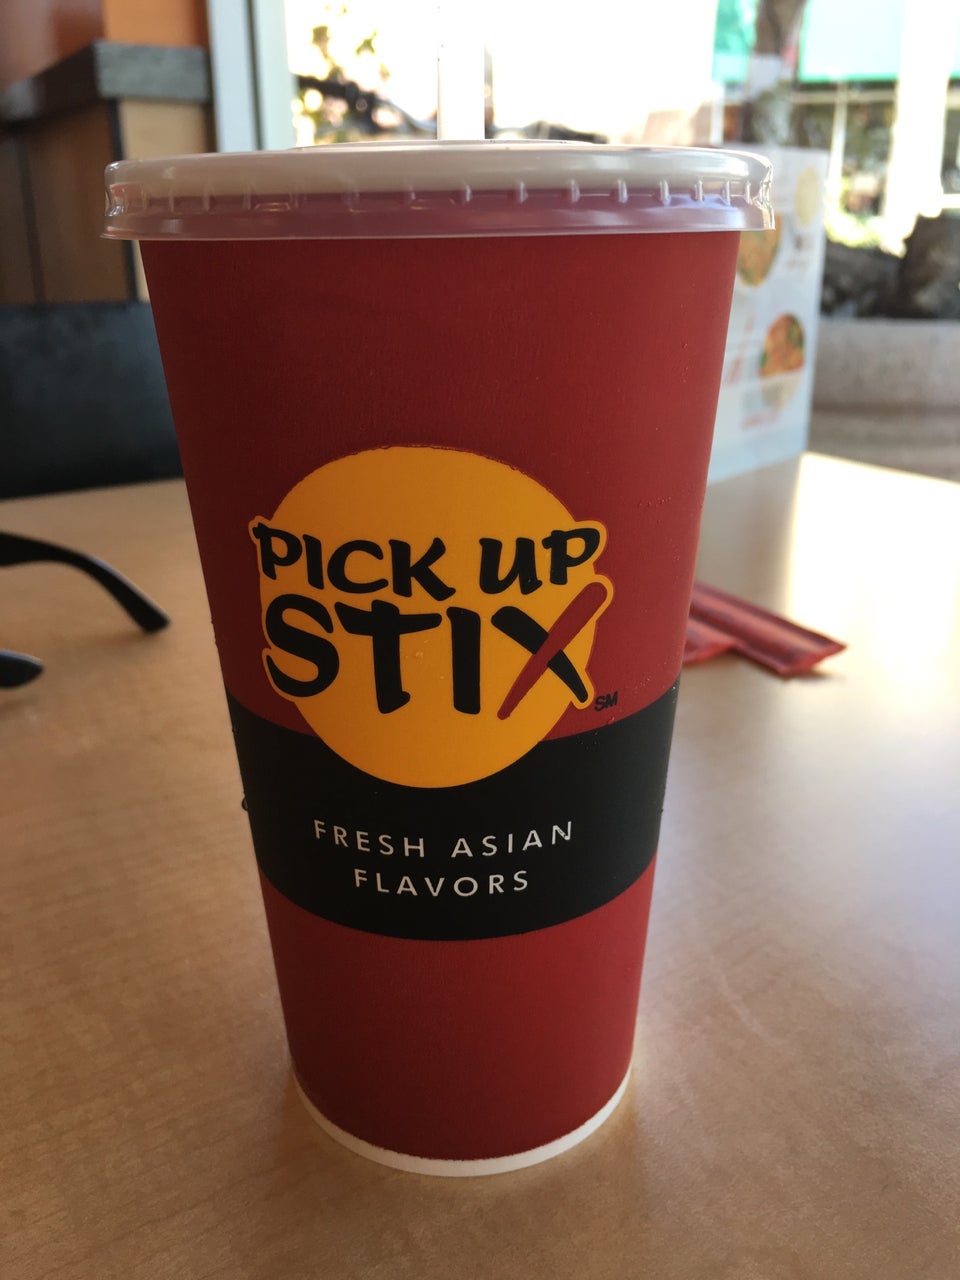 PICK UP
STIX
SM
FRESH ASIAN
FLAVORS